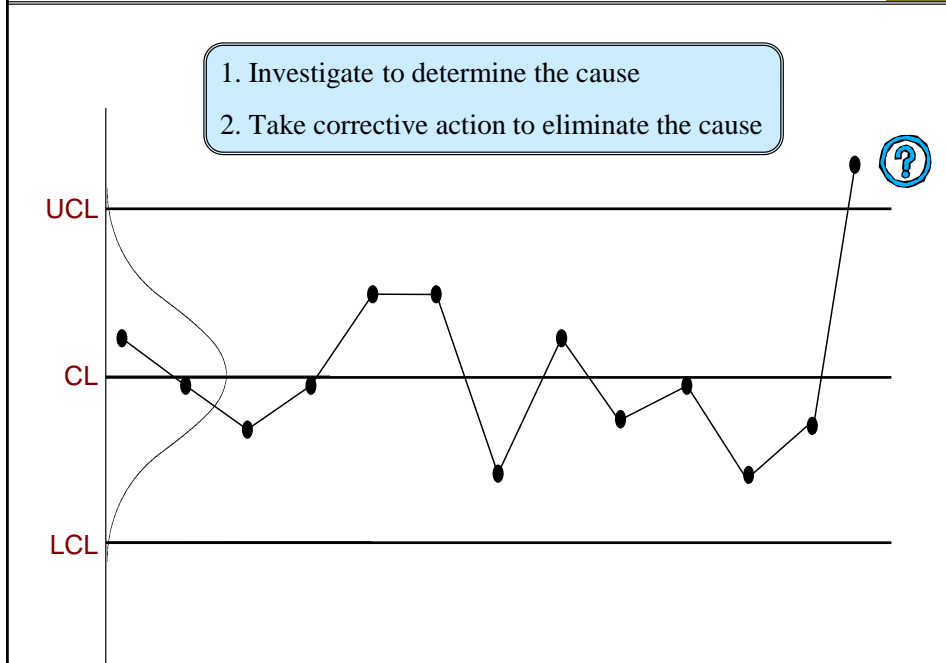 1. Investigate to determine the cause
2. Take corrective action to eliminate the cause
?
UCL
CL
LCL